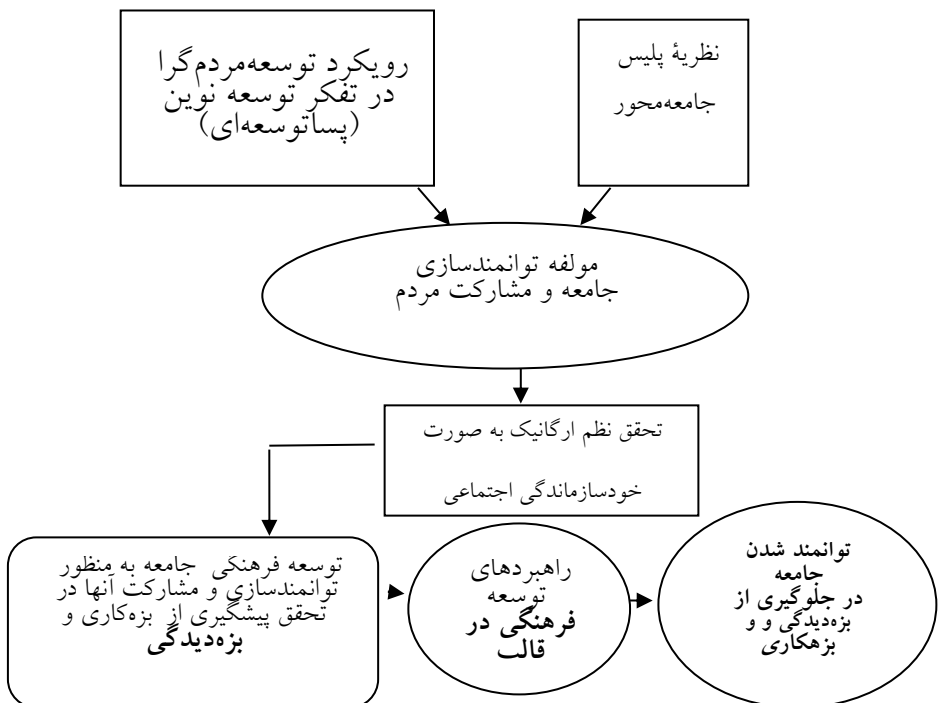 رویکرد توسعه‌مردم‌گرا
در تفکر توسعه نوین
(پساتوسعه‌ای)
نظریهٔ پلیس
جامعه‌محور
مولفه توانمندسازی
جامعه و مشارکت مردم
تحقق نظم ارگانیک به صورت
خودسازماندگی اجتماعی
توسعه فرهنگی جامعه به منظور
توانمندسازی و مشارکت آنها در
تحقق پیشگیری از بزه‌کاری و
بزه‌دیدگی
راهبردهای
توسعه
فرهنگی در
قالت
توانمند شدن
جامعه
در جلوگیری از
بزه‌دیدگی و و
بزهکاری